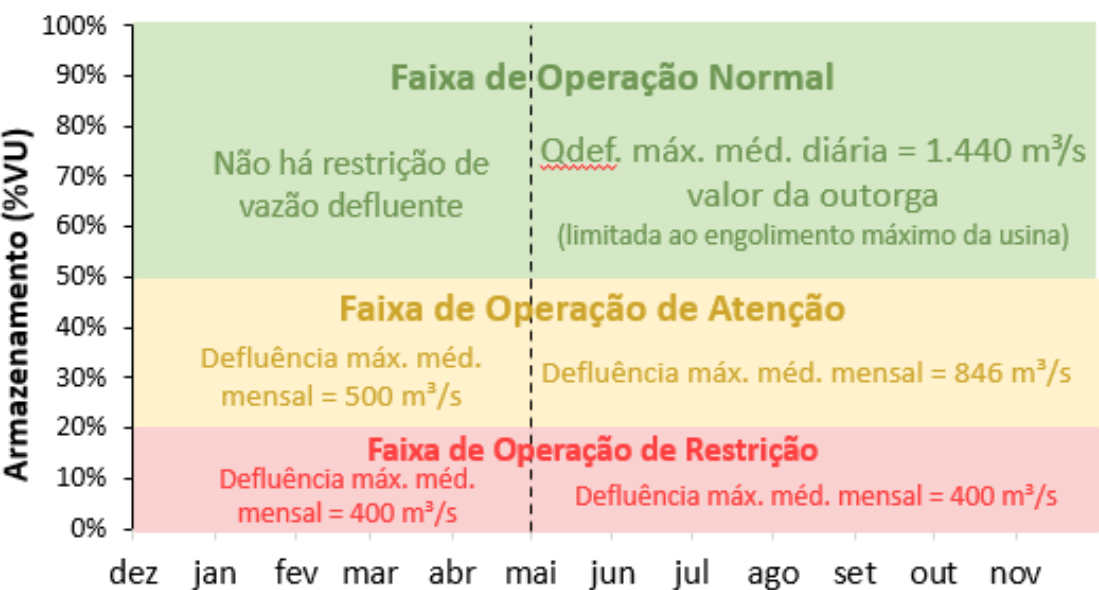 Armazenamento (%VU)
100%
90%
80%
70%
60%
50%
40%
30%
20%
10%
0%
Faixa de Operação Normal
Não há restrição de
vazão defluente
Qdef. máx. méd. diária = 1.440 m³/s
valor da outorga
(limitada ao engolimento máximo da usina)
Faixa de Operação de Atenção
Defluência máx. méd.
mensal = 500 m³/s
Defluência máx. méd. mensal = 846 m³/s
Faixa de Operação de Restrição
Defluência máx. méd.
mensal = 400 m³/s
Defluência máx. méd. mensal = 400 m³/s
dez jan fev mar abr mai jun jul ago set out nov